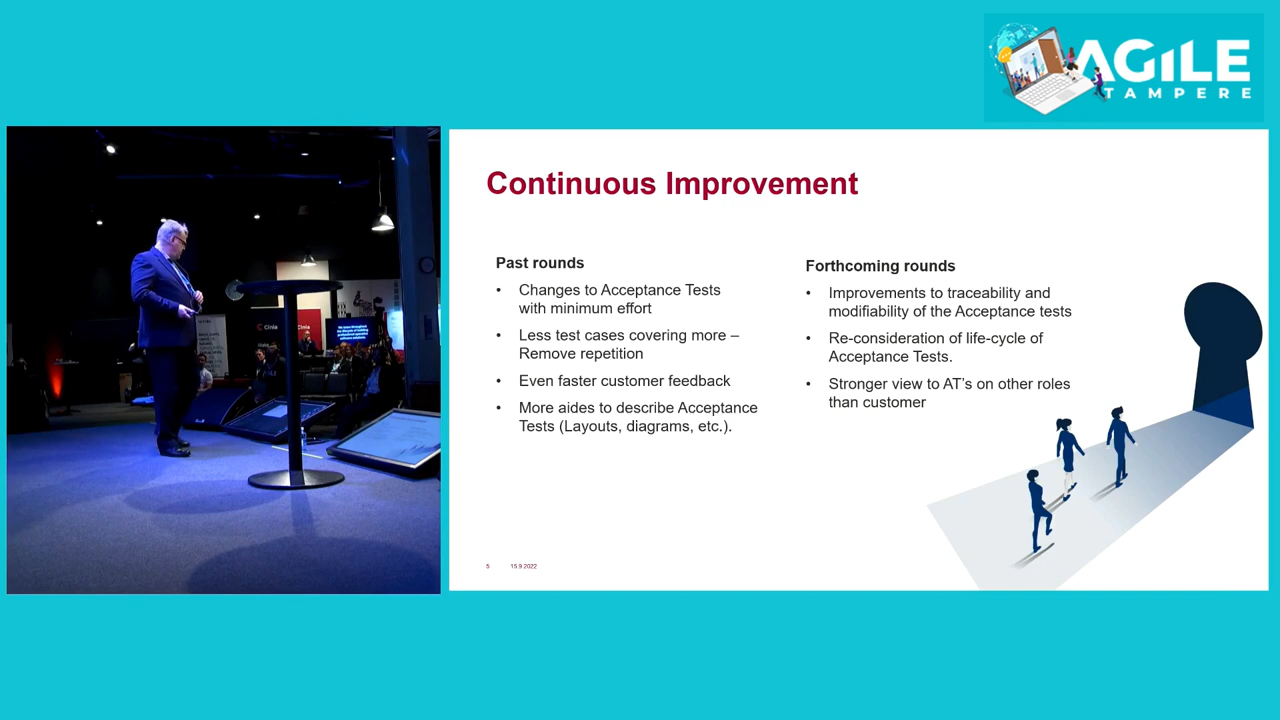 AGILE
TAMPERE
Continuous Improvement
Past rounds
• Changes to Acceptance Tests
with minimum effort
• Less test cases covering more –
Remove repetition
• Even faster customer feedback
• More aides to describe Acceptance
Tests (Layouts, diagrams, etc.).
Forthcoming rounds
• Improvements to traceability and
modifiability of the Acceptance tests
• Re-consideration of life-cycle of
Acceptance Tests.
• Stronger view to AT’s on other roles
than customer
5 15.9.2022
Cinia
Cinia